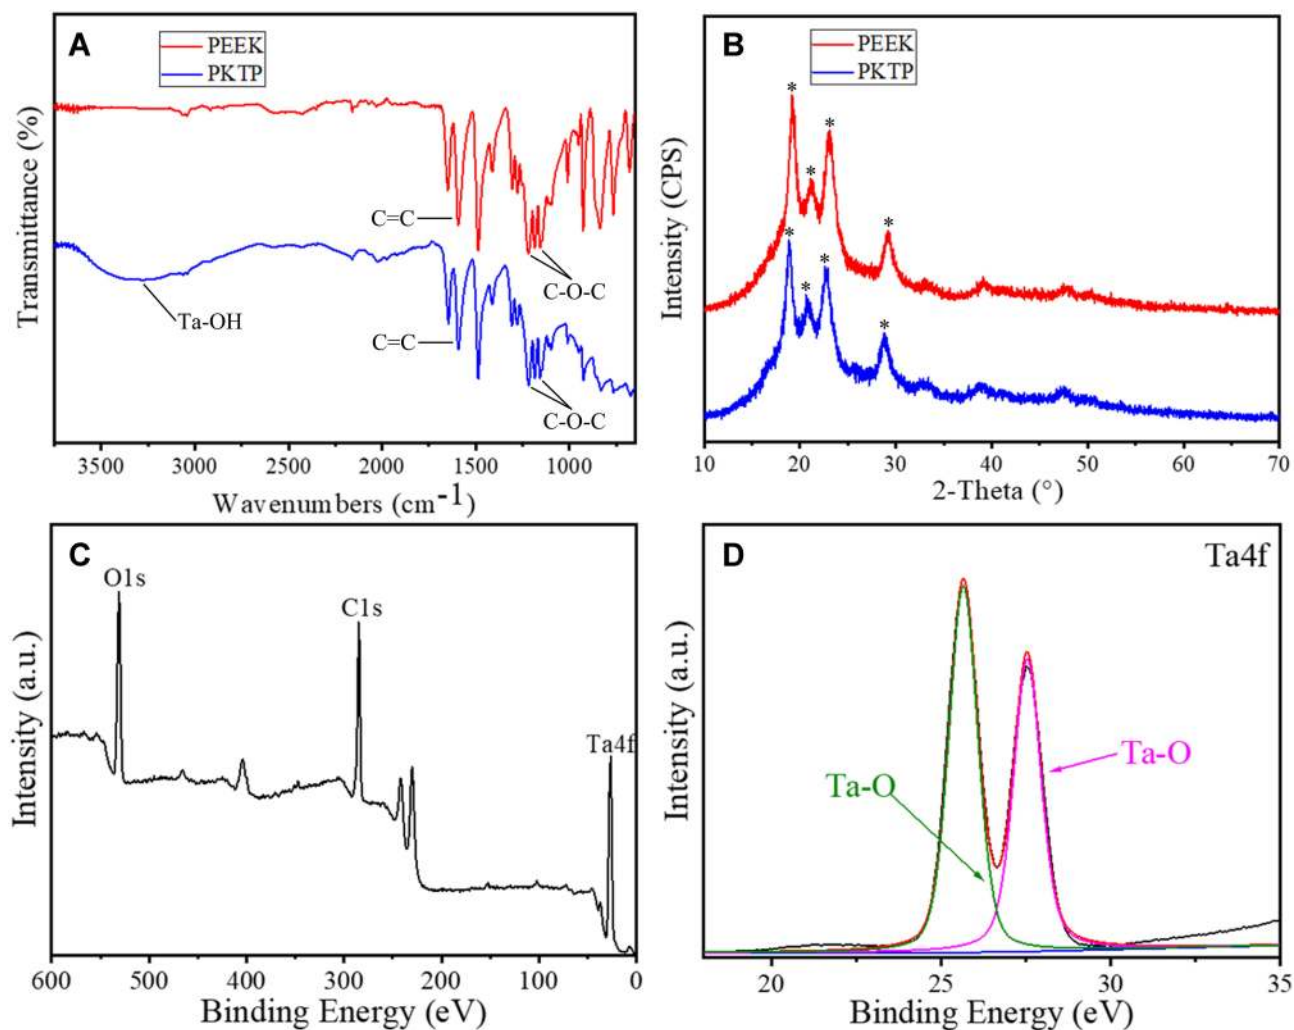 A
PEEK
PKTP
C=C
C-O-C
Ta-OH
C=C
C-O-C
Transmittance (%)
3500 3000 2500 2000 1500 1000
Wavenumbers (cm-1)
B
PEEK
PKTP
* * * *
* * * *
Intensity (CPS)
10 20 30 40 50 60 70
2-Theta (°)
C
O1s
C1s
Ta4f
Intensity (a.u.)
600 500 400 300 200 100 0
Binding Energy (eV)
D
Ta4f
Ta-O
Ta-O
Intensity (a.u.)
20 25 30 35
Binding Energy (eV)